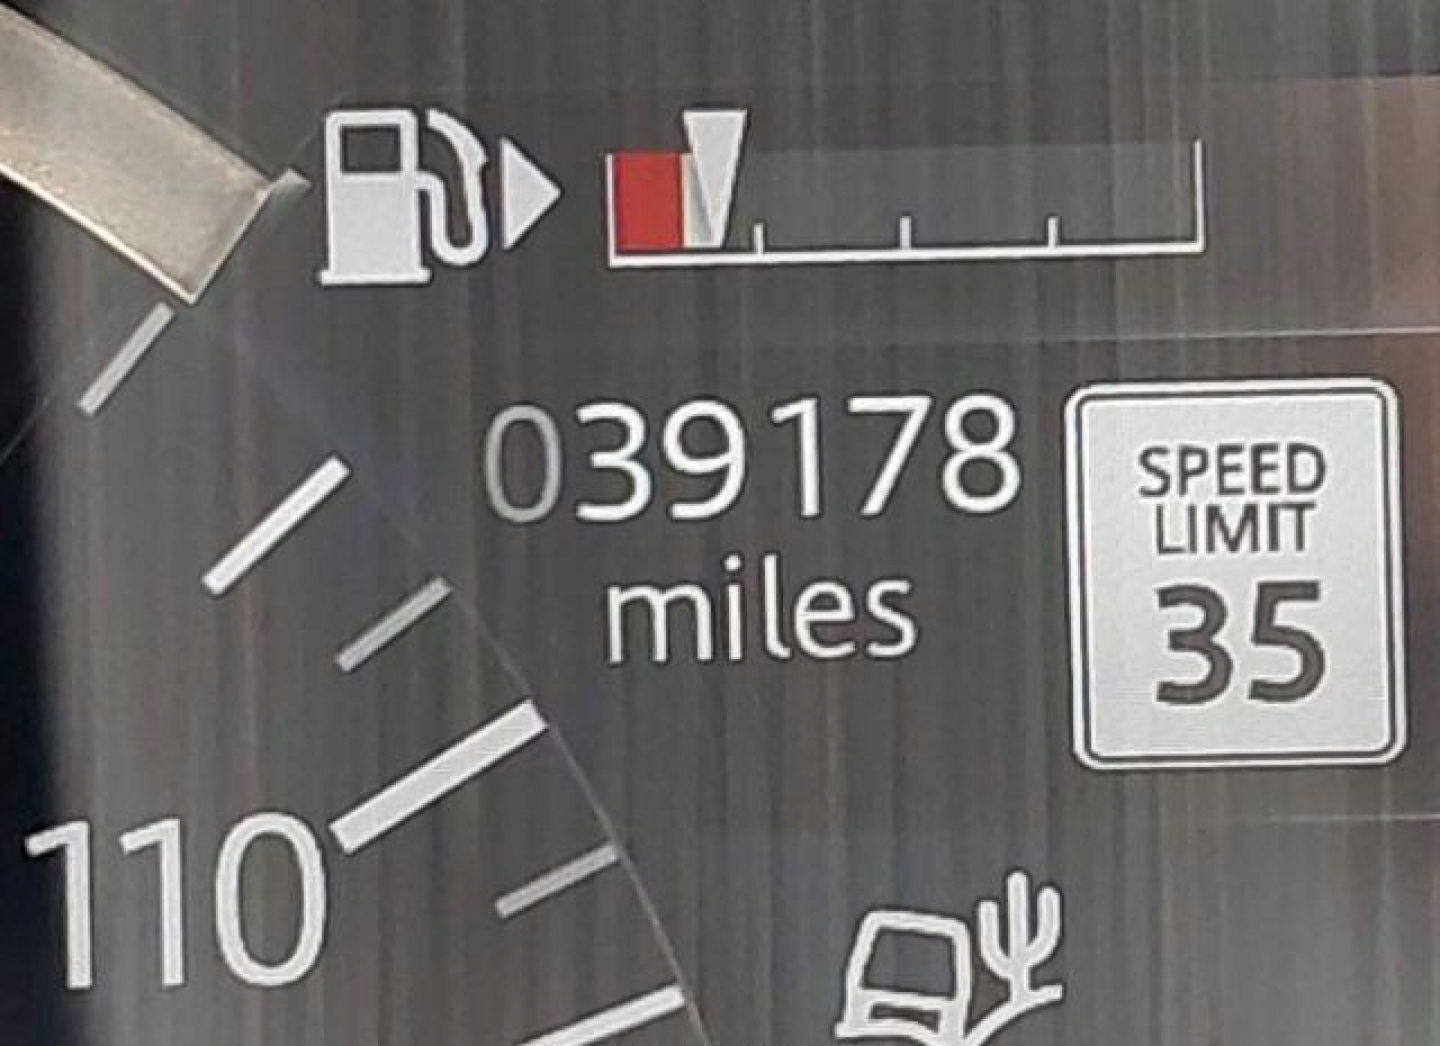 039178
miles
SPEED
LIMIT
35
110